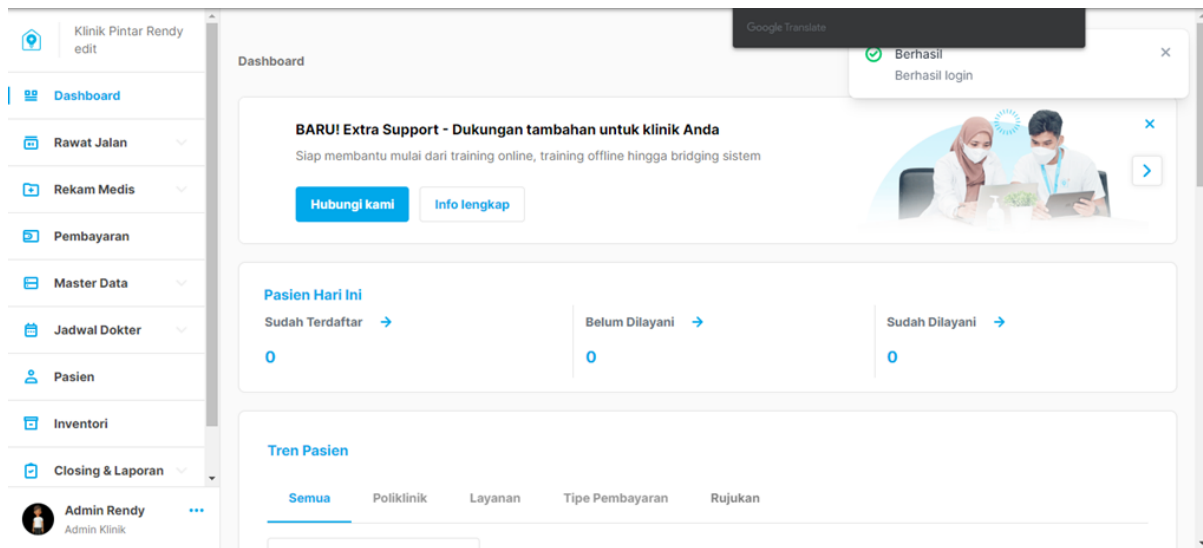 Klinik Pintar Rendy
edit
Dashboard
Rawat Jalan
Rekam Medis
Pembayaran
Master Data
Jadwal Dokter
Pasien
Inventori
Closing & Laporan
Admin Rendy
Admin Klinik
Google Translate
Berhasil
Berhasil login
Dashboard
BARU! Extra Support - Dukungan tambahan untuk klinik Anda
Siap membantu mulai dari training online, training offline hingga bridging sistem
Hubungi kami Info lengkap
Pasien Hari Ini
Sudah Terdaftar Belum Dilayani Sudah Dilayani
0 0 0
Tren Pasien
Semua Poliklinik Layanan Tipe Pembayaran Rujukan